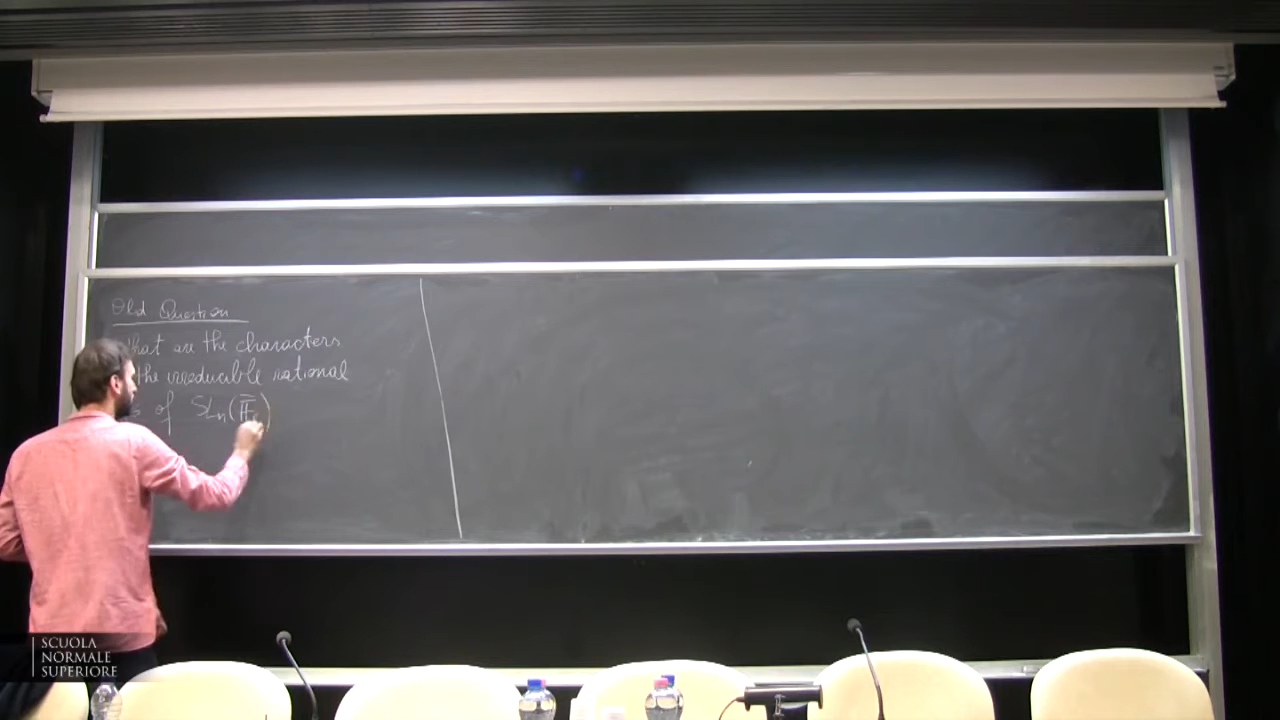 Old Question
What are the characters
the irreducible rational
of SLn(F̄
SCUOLA
NORMALE
SUPERIORE